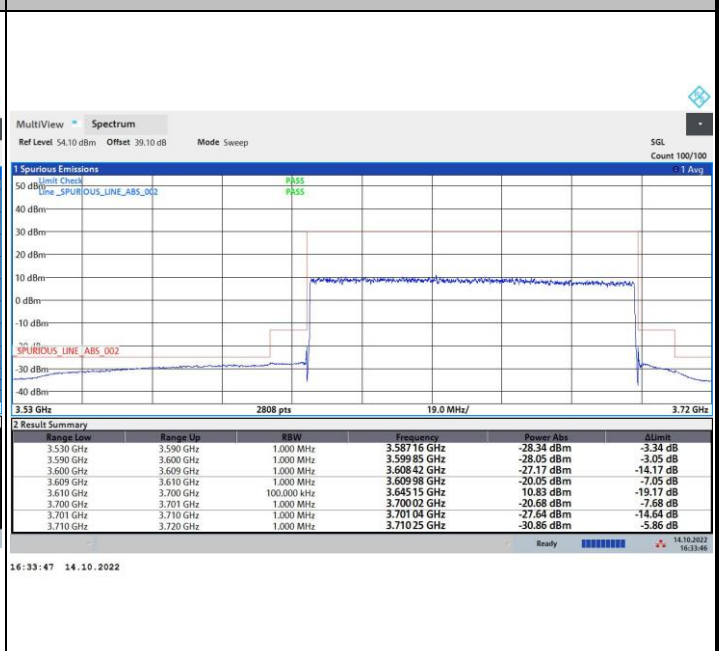 MultiView Spectrum
Ref Level 54.10 dBm Offset 39.10 dB Mode Sweep SGL
Count 100/100
1 Spurious Emissions 1 Avg
Limit Check PASS
50 dBm
Line _SPURIOUS_LINE_ABS_002 PASS
40 dBm
30 dBm
20 dBm
10 dBm
0 dBm
-10 dBm
-20 dBm
_SPURIOUS_LINE_ABS_002
-30 dBm
-40 dBm
3.53 GHz 2808 pts 19.0 MHz/ 3.72 GHz
2 Result Summary
Range Low Range Up RBW Frequency Power Abs ΔLimit
3.530 GHz 3.590 GHz 1.000 MHz 3.587 16 GHz -28.34 dBm -3.34 dB
3.590 GHz 3.600 GHz 1.000 MHz 3.599 85 GHz -28.05 dBm -3.05 dB
3.600 GHz 3.609 GHz 1.000 MHz 3.608 42 GHz -27.17 dBm -14.17 dB
3.609 GHz 3.610 GHz 1.000 MHz 3.609 98 GHz -20.05 dBm -7.05 dB
3.610 GHz 3.700 GHz 100.000 kHz 3.645 15 GHz 10.83 dBm -19.17 dB
3.700 GHz 3.701 GHz 1.000 MHz 3.700 02 GHz -20.68 dBm -7.68 dB
3.701 GHz 3.710 GHz 1.000 MHz 3.701 04 GHz -27.64 dBm -14.64 dB
3.710 GHz 3.720 GHz 1.000 MHz 3.710 25 GHz -30.86 dBm -5.86 dB
Ready 14.10.2022
16:33:46
16:33:47 14.10.2022